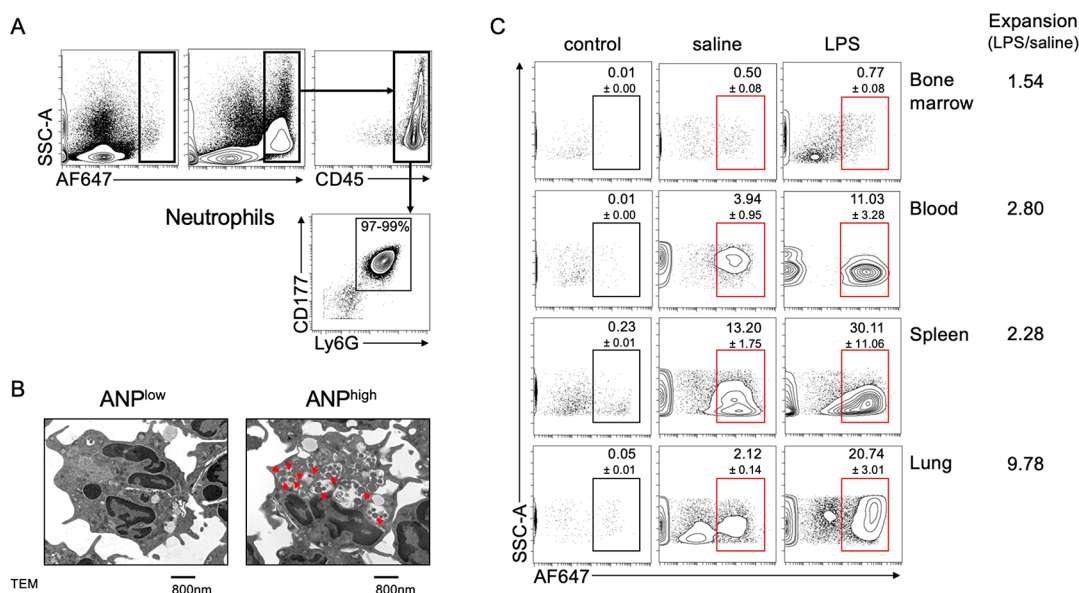 A
SSC-A
AF647
CD45
Neutrophils
97-99%
CD177
Ly6G
B
ANPlow
ANPhigh
TEM
800nm
800nm
C
Expansion
(LPS/saline)
control
saline
LPS
0.01
± 0.00
0.50
± 0.08
0.77
± 0.08
Bone
marrow
1.54
0.01
± 0.00
3.94
± 0.95
11.03
± 3.28
Blood
2.80
0.23
± 0.01
13.20
± 1.75
30.11
± 11.06
Spleen
2.28
0.05
± 0.01
2.12
± 0.14
20.74
± 3.01
Lung
9.78
SSC-A
AF647